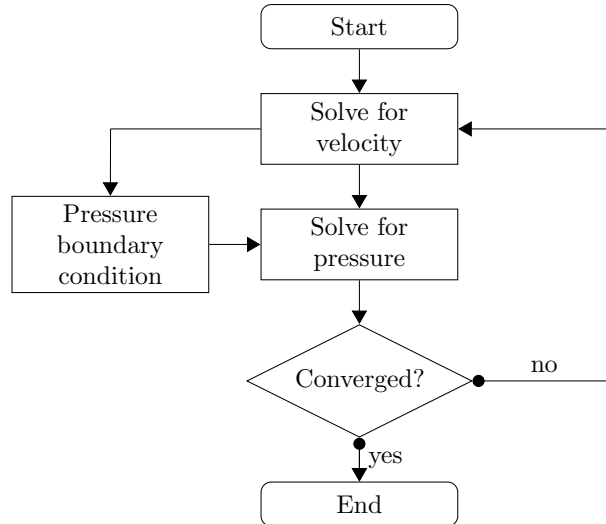 Start
Solve for
velocity
Pressure
boundary
condition
Solve for
pressure
Converged?
no
yes
End